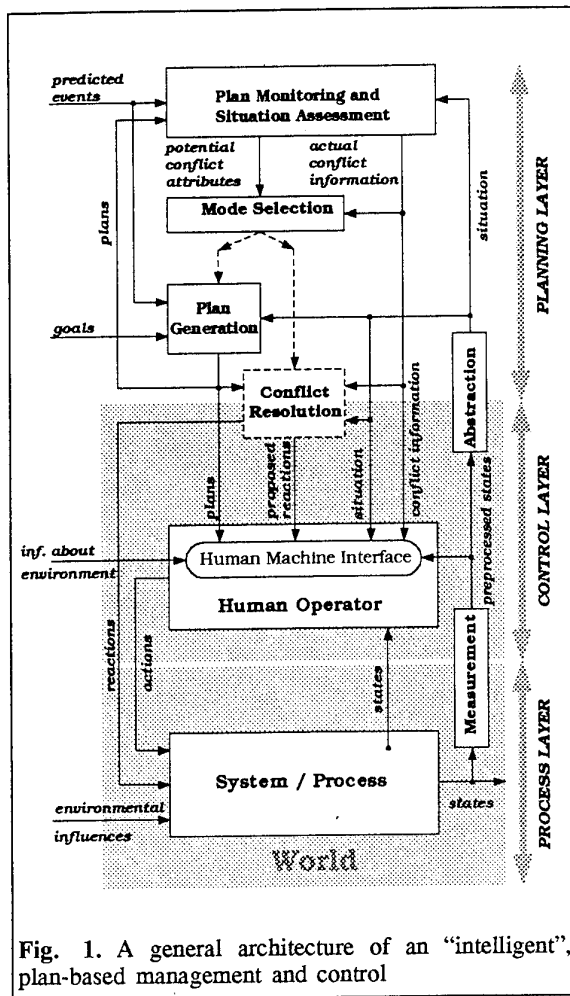 predicted
events
Plan Monitoring and
Situation Assessment
potential
conflict
attributes
actual
conflict
information
Mode Selection
plans
situation
PLANNING LAYER
Plan
Generation
goals
Conflict
Resolution
Abstraction
plans
proposed
reactions
situation
conflict information
preprocessed states
CONTROL LAYER
inf. about
environment
Human Machine Interface
Human Operator
reactions
actions
states
Measurement
System / Process
states
environmental
influences
PROCESS LAYER
World
Fig. 1. A general architecture of an “intelligent”,
plan-based management and control